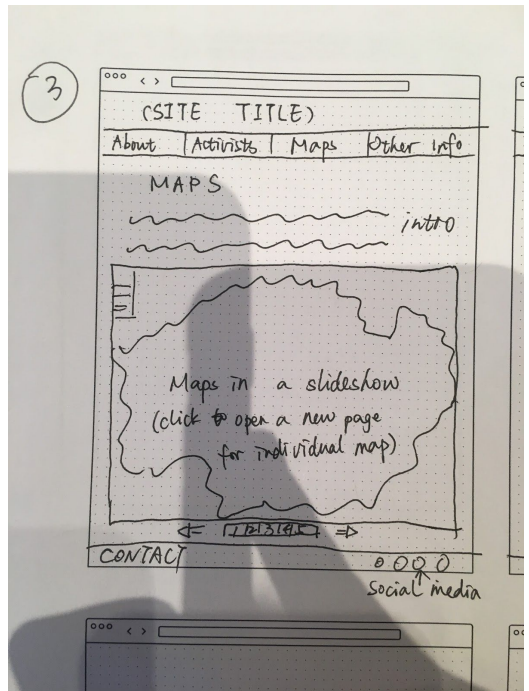 3
(SITE TITLE)
About Activists Maps Other Info
MAPS
intro
Maps in a slideshow
(click to open a new page
for individual map)
1 2 3 4 5
CONTACT
Social media